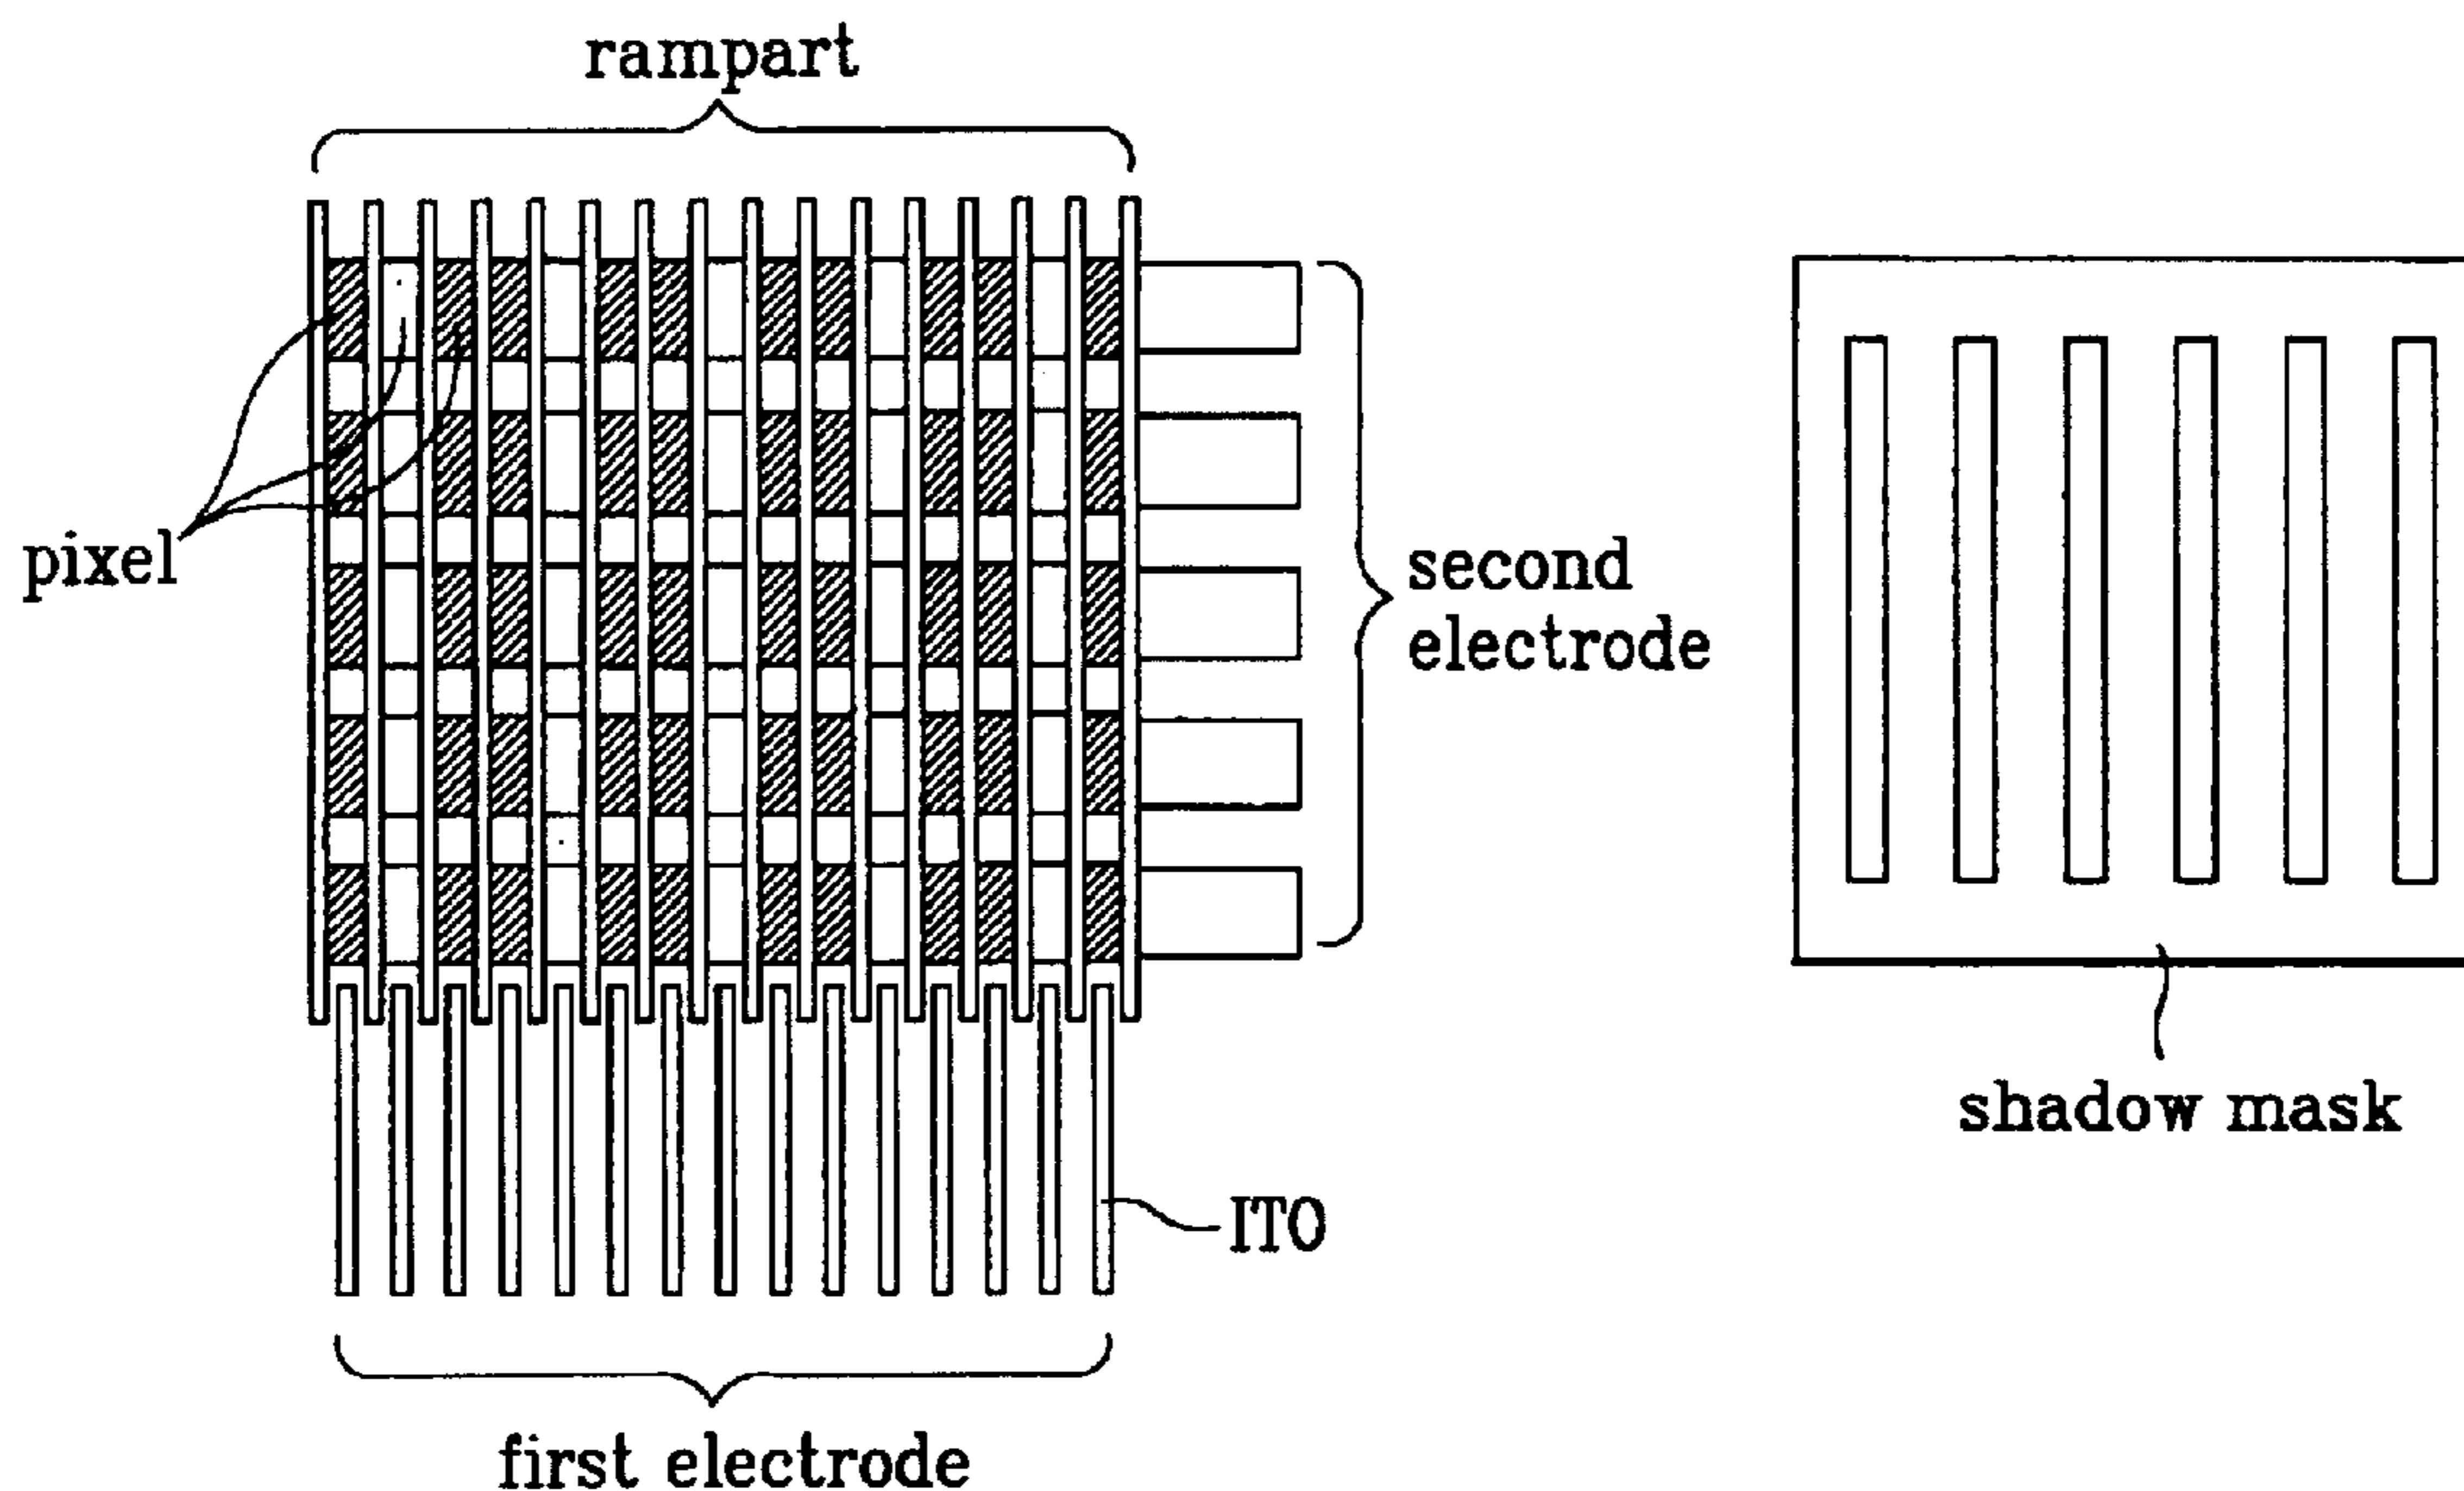 rampart
pixel
second
electrode
shadow mask
ITO
first electrode